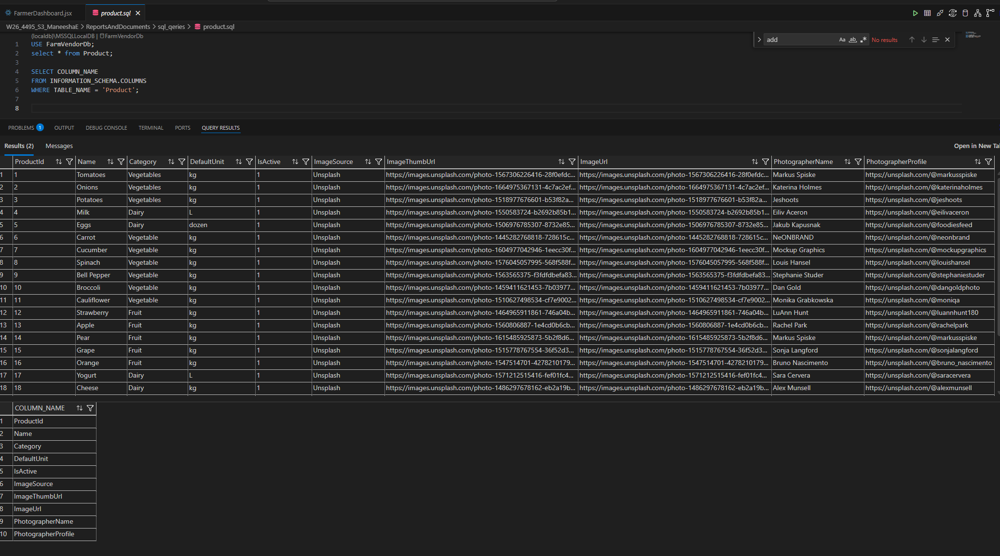 FarmerDashboard.jsx product.sql
W26_4495_S3_ManeeshaE > ReportsAndDocuments > sql_qeries > product.sql
(localdb)\MSSQLLocalDB | FarmVendorDb
add Aa ab .* No results
1 USE FarmVendorDb;
2 select * from Product;
3
4 SELECT COLUMN_NAME
5 FROM INFORMATION_SCHEMA.COLUMNS
6 WHERE TABLE_NAME = 'Product';
7
8
PROBLEMS 1 OUTPUT DEBUG CONSOLE TERMINAL PORTS QUERY RESULTS
Results (2) Messages Open in New Ta
ProductId Name Category DefaultUnit IsActive ImageSource ImageThumbUrl ImageUrl PhotographerName PhotographerProfile
1 1 Tomatoes Vegetables kg 1 Unsplash https://images.unsplash.com/photo-1567306226416-28f0efdc... https://images.unsplash.com/photo-1567306226416-28f0efdc... Markus Spiske https://unsplash.com/@markusspiske
2 2 Onions Vegetables kg 1 Unsplash https://images.unsplash.com/photo-1664975367131-4c7ac2ef... https://images.unsplash.com/photo-1664975367131-4c7ac2ef... Katerina Holmes https://unsplash.com/@katerinaholmes
3 3 Potatoes Vegetables kg 1 Unsplash https://images.unsplash.com/photo-1518977676601-b53f82a... https://images.unsplash.com/photo-1518977676601-b53f82a... Jeshoots https://unsplash.com/@jeshoots
4 4 Milk Dairy L 1 Unsplash https://images.unsplash.com/photo-1550583724-b2692b85b1... https://images.unsplash.com/photo-1550583724-b2692b85b1... Eiliv Aceron https://unsplash.com/@eilivaceron
5 5 Eggs Dairy dozen 1 Unsplash https://images.unsplash.com/photo-1506976785307-8732e85... https://images.unsplash.com/photo-1506976785307-8732e85... Jakub Kapusnak https://unsplash.com/@foodiesfeed
6 6 Carrot Vegetable kg 1 Unsplash https://images.unsplash.com/photo-1445282768818-728615c... https://images.unsplash.com/photo-1445282768818-728615c... NeONBRAND https://unsplash.com/@neonbrand
7 7 Cucumber Vegetable kg 1 Unsplash https://images.unsplash.com/photo-1604977042946-1eecc30f... https://images.unsplash.com/photo-1604977042946-1eecc30f... Mockup Graphics https://unsplash.com/@mockupgraphics
8 8 Spinach Vegetable kg 1 Unsplash https://images.unsplash.com/photo-1576045057995-568f588f... https://images.unsplash.com/photo-1576045057995-568f588f... Louis Hansel https://unsplash.com/@louishansel
9 9 Bell Pepper Vegetable kg 1 Unsplash https://images.unsplash.com/photo-1563565375-f3fdfdbefa83... https://images.unsplash.com/photo-1563565375-f3fdfdbefa83... Stephanie Studer https://unsplash.com/@stephaniestuder
10 10 Broccoli Vegetable kg 1 Unsplash https://images.unsplash.com/photo-1459411621453-7b03977... https://images.unsplash.com/photo-1459411621453-7b03977... Dan Gold https://unsplash.com/@dangoldphoto
11 11 Cauliflower Vegetable kg 1 Unsplash https://images.unsplash.com/photo-1510627498534-cf7e9002... https://images.unsplash.com/photo-1510627498534-cf7e9002... Monika Grabkowska https://unsplash.com/@moniqa
12 12 Strawberry Fruit kg 1 Unsplash https://images.unsplash.com/photo-1464965911861-746a04b... https://images.unsplash.com/photo-1464965911861-746a04b... LuAnn Hunt https://unsplash.com/@luannhunt180
13 13 Apple Fruit kg 1 Unsplash https://images.unsplash.com/photo-1560806887-1e4cd0b6cb... https://images.unsplash.com/photo-1560806887-1e4cd0b6cb... Rachel Park https://unsplash.com/@rachelpark
14 14 Pear Fruit kg 1 Unsplash https://images.unsplash.com/photo-1615485925873-5b2f8d6... https://images.unsplash.com/photo-1615485925873-5b2f8d6... Markus Spiske https://unsplash.com/@markusspiske
15 15 Grape Fruit kg 1 Unsplash https://images.unsplash.com/photo-1515778767554-36f52d3... https://images.unsplash.com/photo-1515778767554-36f52d3... Sonja Langford https://unsplash.com/@sonjalangford
16 16 Orange Fruit kg 1 Unsplash https://images.unsplash.com/photo-1547514701-4278210179... https://images.unsplash.com/photo-1547514701-4278210179... Bruno Nascimento https://unsplash.com/@bruno_nascimento
17 17 Yogurt Dairy L 1 Unsplash https://images.unsplash.com/photo-1571212515416-fef01fc4... https://images.unsplash.com/photo-1571212515416-fef01fc4... Sara Cervera https://unsplash.com/@saracervera
18 18 Cheese Dairy kg 1 Unsplash https://images.unsplash.com/photo-1486297678162-eb2a19b... https://images.unsplash.com/photo-1486297678162-eb2a19b... Alex Munsell https://unsplash.com/@alexmunsell
COLUMN_NAME
1 ProductId
2 Name
3 Category
4 DefaultUnit
5 IsActive
6 ImageSource
7 ImageThumbUrl
8 ImageUrl
9 PhotographerName
10 PhotographerProfile